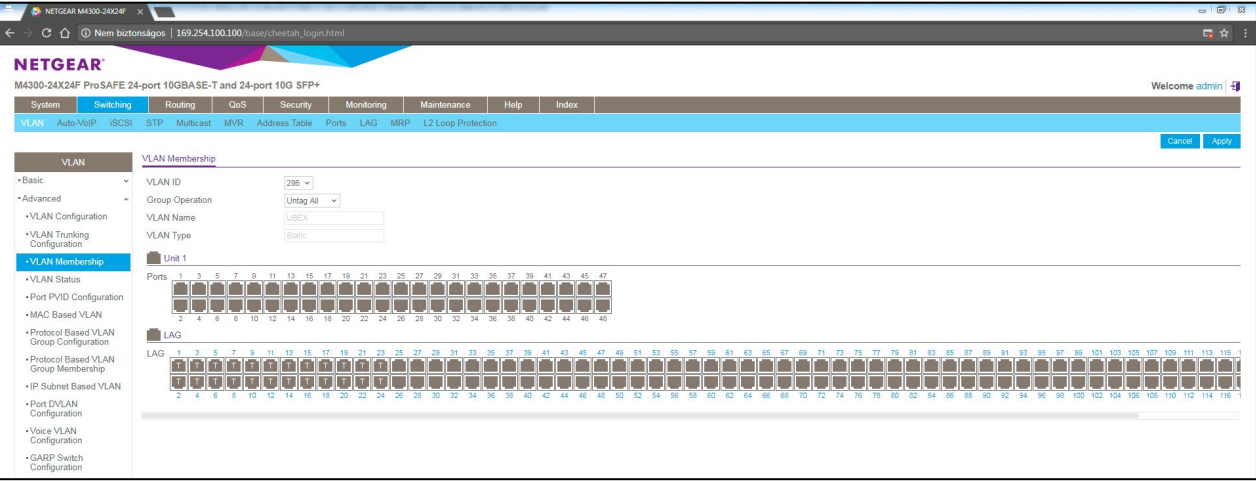 NETGEAR M4300-24X24F
Nem biztonságos | 169.254.100.100/base/cheetah_login.html
NETGEAR®
M4300-24X24F ProSAFE 24-port 10GBASE-T and 24-port 10G SFP+
Welcome admin
System Switching Routing QoS Security Monitoring Maintenance Help Index
VLAN Auto-VoIP iSCSI STP Multicast MVR Address Table Ports LAG MRP L2 Loop Protection
Cancel Apply
VLAN
•Basic
•Advanced
•VLAN Configuration
•VLAN Trunking
Configuration
•VLAN Membership
•VLAN Status
•Port PVID Configuration
•MAC Based VLAN
•Protocol Based VLAN
Group Configuration
•Protocol Based VLAN
Group Membership
•IP Subnet Based VLAN
•Port DVLAN
Configuration
•Voice VLAN
Configuration
•GARP Switch
Configuration
VLAN Membership
VLAN ID 286
Group Operation Untag All
VLAN Name UBEX
VLAN Type Static
Unit 1
Ports 1 3 5 7 9 11 13 15 17 19 21 23 25 27 29 31 33 35 37 39 41 43 45 47
2 4 6 8 10 12 14 16 18 20 22 24 26 28 30 32 34 36 38 40 42 44 46 48
LAG
LAG 1 3 5 7 9 11 13 15 17 19 21 23 25 27 29 31 33 35 37 39 41 43 45 47 49 51 53 55 57 59 61 63 65 67 69 71 73 75 77 79 81 83 85 87 89 91 93 95 97 99 101 103 105 107 109 111 113 115
T T T T T T T T T T T T
T T T T T T T T T T T T
2 4 6 8 10 12 14 16 18 20 22 24 26 28 30 32 34 36 38 40 42 44 46 48 50 52 54 56 58 60 62 64 66 68 70 72 74 76 78 80 82 84 86 88 90 92 94 96 98 100 102 104 106 108 110 112 114 116